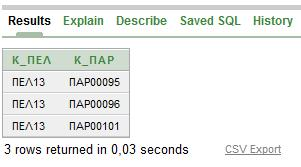 Results Explain Describe Saved SQL History
Κ_ΠΕΛ Κ_ΠΑΡ
ΠΕΛ13 ΠΑΡ00095
ΠΕΛ13 ΠΑΡ00096
ΠΕΛ13 ΠΑΡ00101
3 rows returned in 0,03 seconds CSV Export